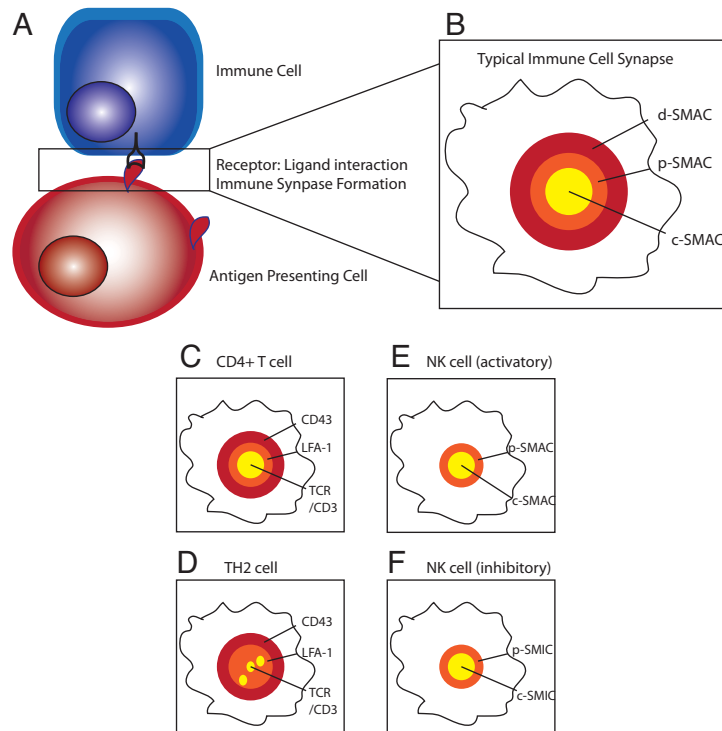 A
Immune Cell
Receptor: Ligand interaction
Immune Synpase Formation
Antigen Presenting Cell
B
Typical Immune Cell Synapse
d-SMAC
p-SMAC
c-SMAC
C
CD4+ T cell
CD43
LFA-1
TCR
/CD3
E
NK cell (activatory)
p-SMAC
c-SMAC
D
TH2 cell
CD43
LFA-1
TCR
/CD3
F
NK cell (inhibitory)
p-SMIC
c-SMIC